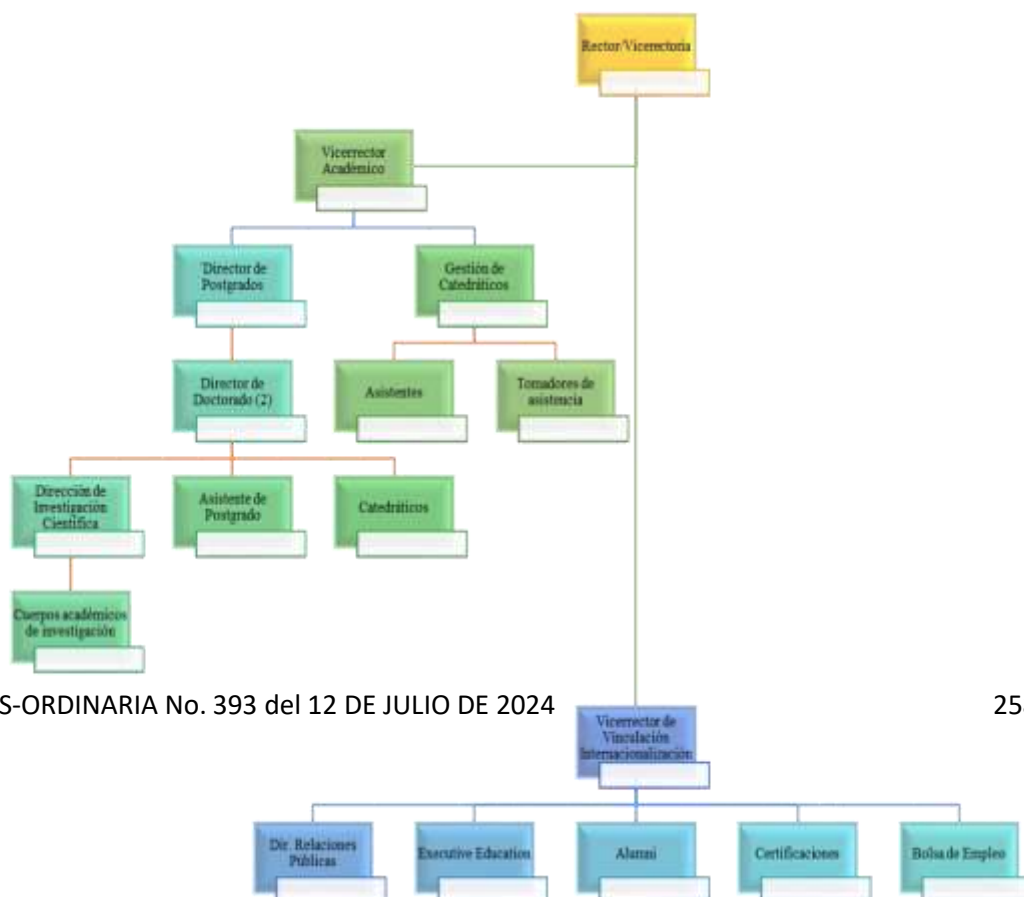 Rector/Vicerectoria
Vicerrector
Académico
Director de
Postgrados
Gestión de
Catedráticos
Director de
Doctorado (2)
Asistentes
Tomadores de
asistencia
Dirección de
Investigación
Científica
Asistente de
Postgrado
Catedráticos
Cuerpos académicos
de investigación
S-ORDINARIA No. 393 del 12 DE JULIO DE 2024
Vicerrector de
Vinculación
Internacionalización
Dir. Relaciones
Públicas
Executive Education
Alumni
Certificaciones
Bolsa de Empleo